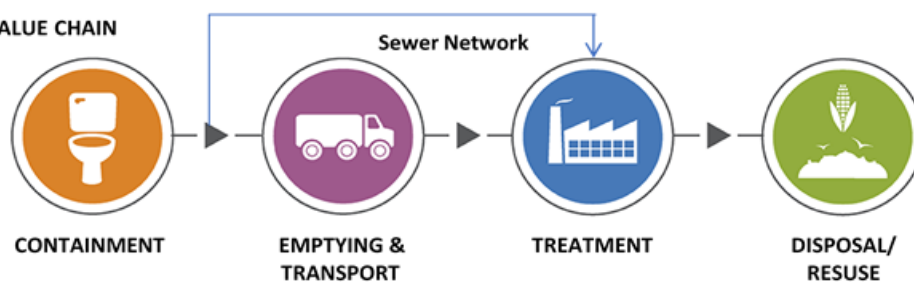 ALUE CHAIN
Sewer Network
CONTAINMENT
EMPTYING &
TRANSPORT
TREATMENT
DISPOSAL/
RESUSE